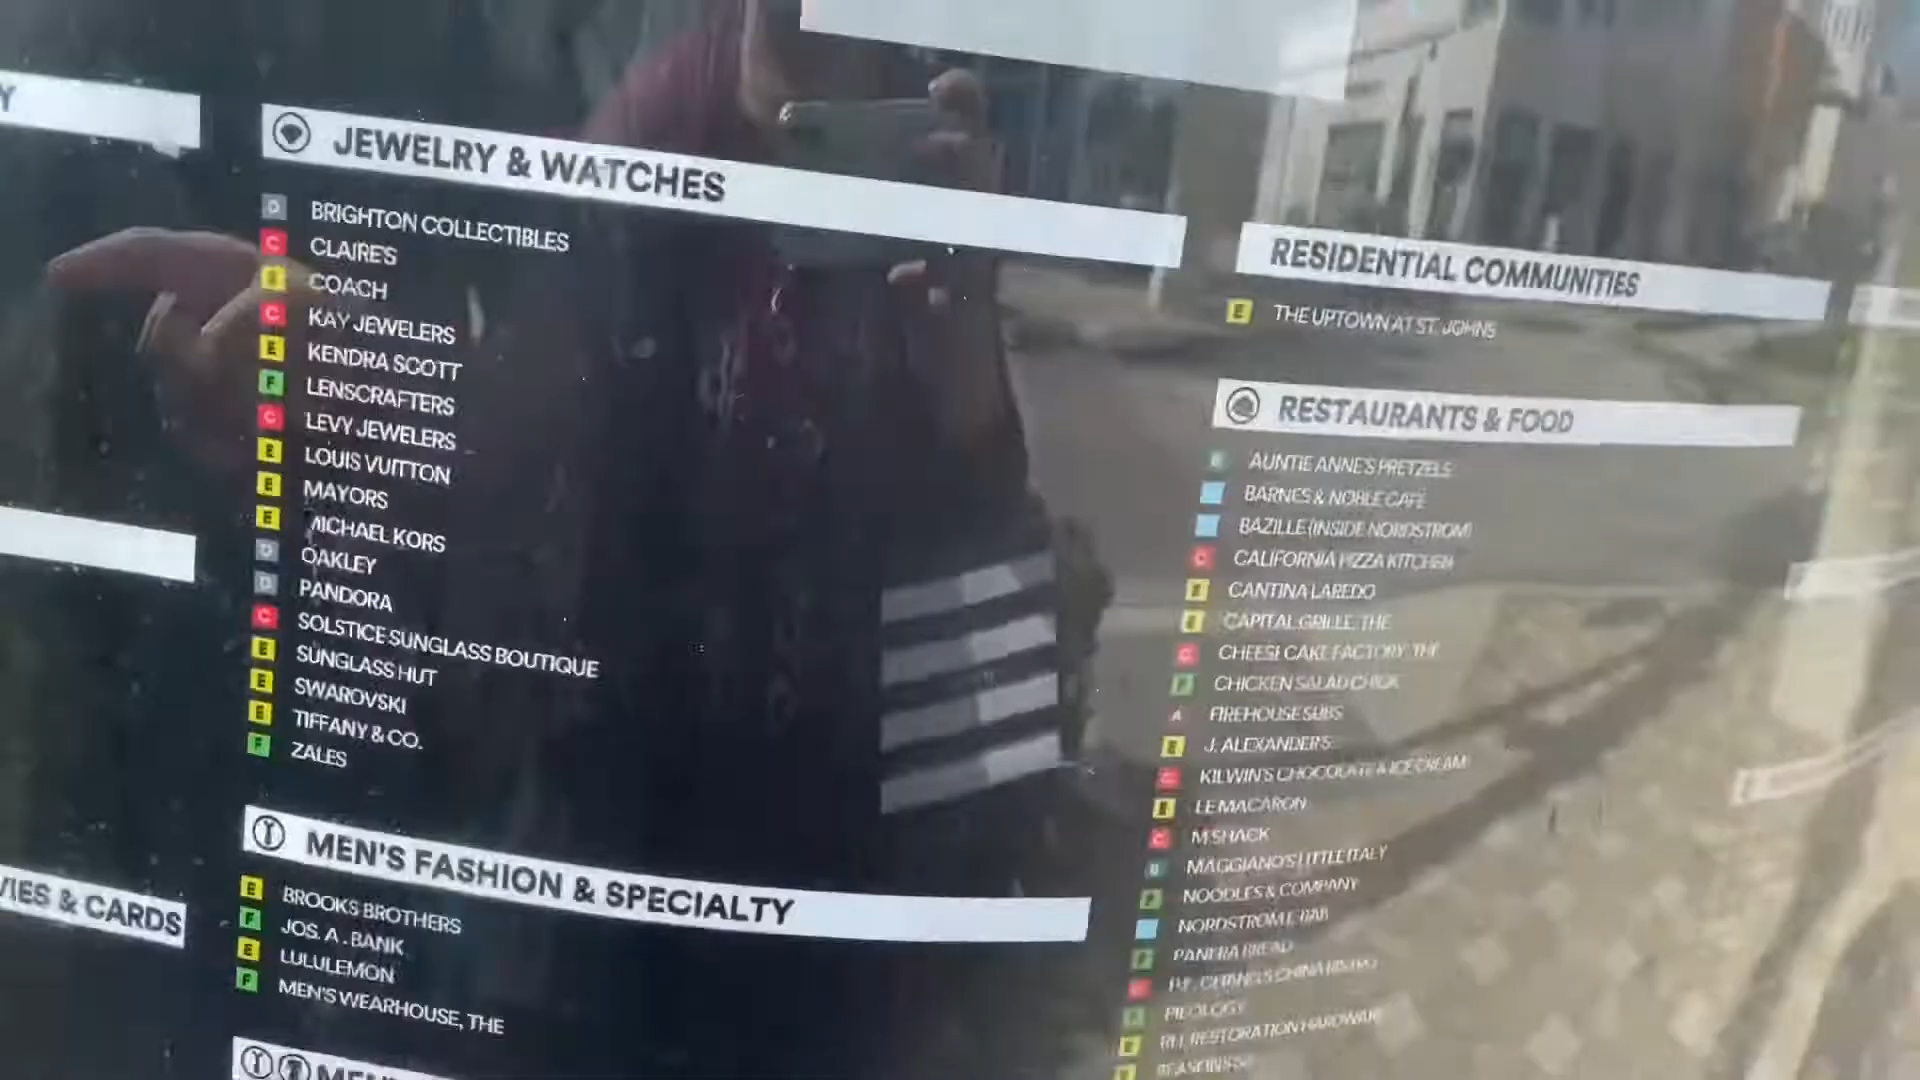 Y
JEWELRY & WATCHES
D BRIGHTON COLLECTIBLES
C CLAIRE'S
E COACH
C KAY JEWELERS
E KENDRA SCOTT
F LENSCRAFTERS
C LEVY JEWELERS
E LOUIS VUITTON
E MAYORS
E MICHAEL KORS
D OAKLEY
D PANDORA
C SOLSTICE SUNGLASS BOUTIQUE
E SUNGLASS HUT
E SWAROVSKI
E TIFFANY & CO.
F ZALES
MEN'S FASHION & SPECIALTY
E BROOKS BROTHERS
F JOS. A. BANK
E LULULEMON
F MEN'S WEARHOUSE, THE
& CARDS
RESIDENTIAL COMMUNITIES
E THE UPTOWN AT ST. JOHNS
RESTAURANTS & FOOD
AUNTIE ANNE'S PRETZELS
BARNES & NOBLE CAFE
BAZILLE (INSIDE NORDSTROM)
C CALIFORNIA PIZZA KITCHEN
E CANTINA LAREDO
E CAPITAL GRILLE, THE
C CHEESECAKE FACTORY, THE
F CHICKEN SALAD CHICK
A FIREHOUSE SUBS
E J. ALEXANDER'S
C KILWIN'S CHOCOLATE & ICE CREAM
E LE MACARON
C M SHACK
B MAGGIANO'S LITTLE ITALY
F NOODLES & COMPANY
NORDSTROM E-BAR
F PANERA BREAD
P.F. CHANG'S CHINA BISTRO
PIEOLOGY
E RH, RESTORATION HARDWARE